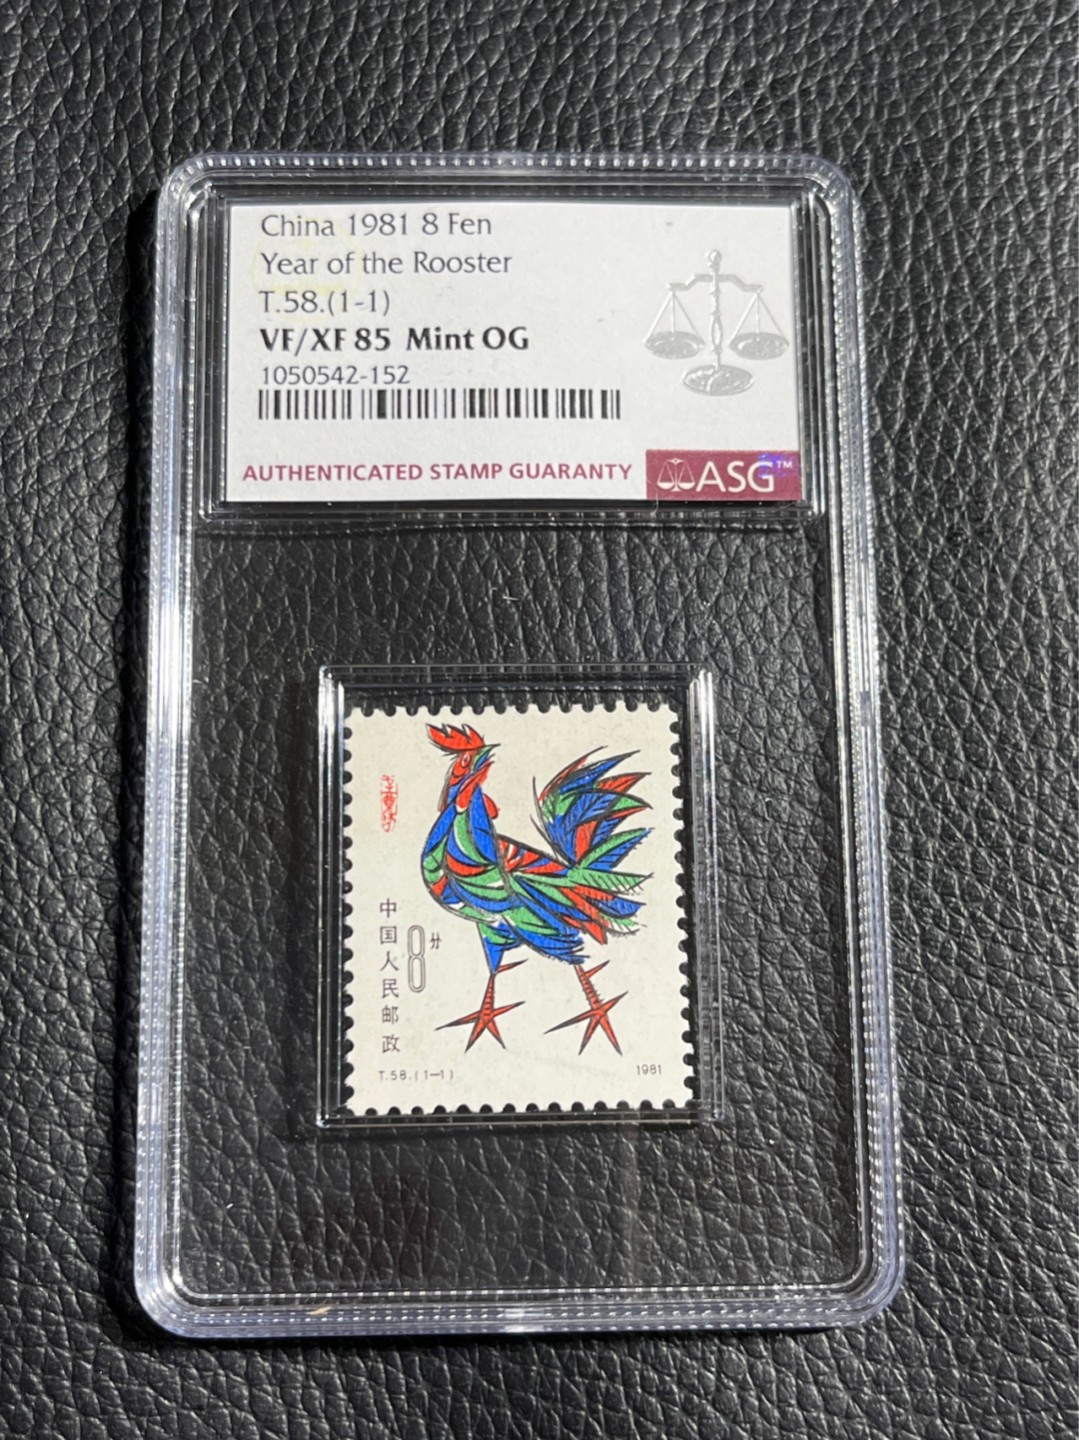 China 1981 8 Fen
Year of the Rooster
T.58.(1-1)
VF/XF 85 Mint OG
1050542-152
AUTHENTICATED STAMP GUARANTY
ASG™
中国人民邮政
8分
T.58.(1—1)
1981